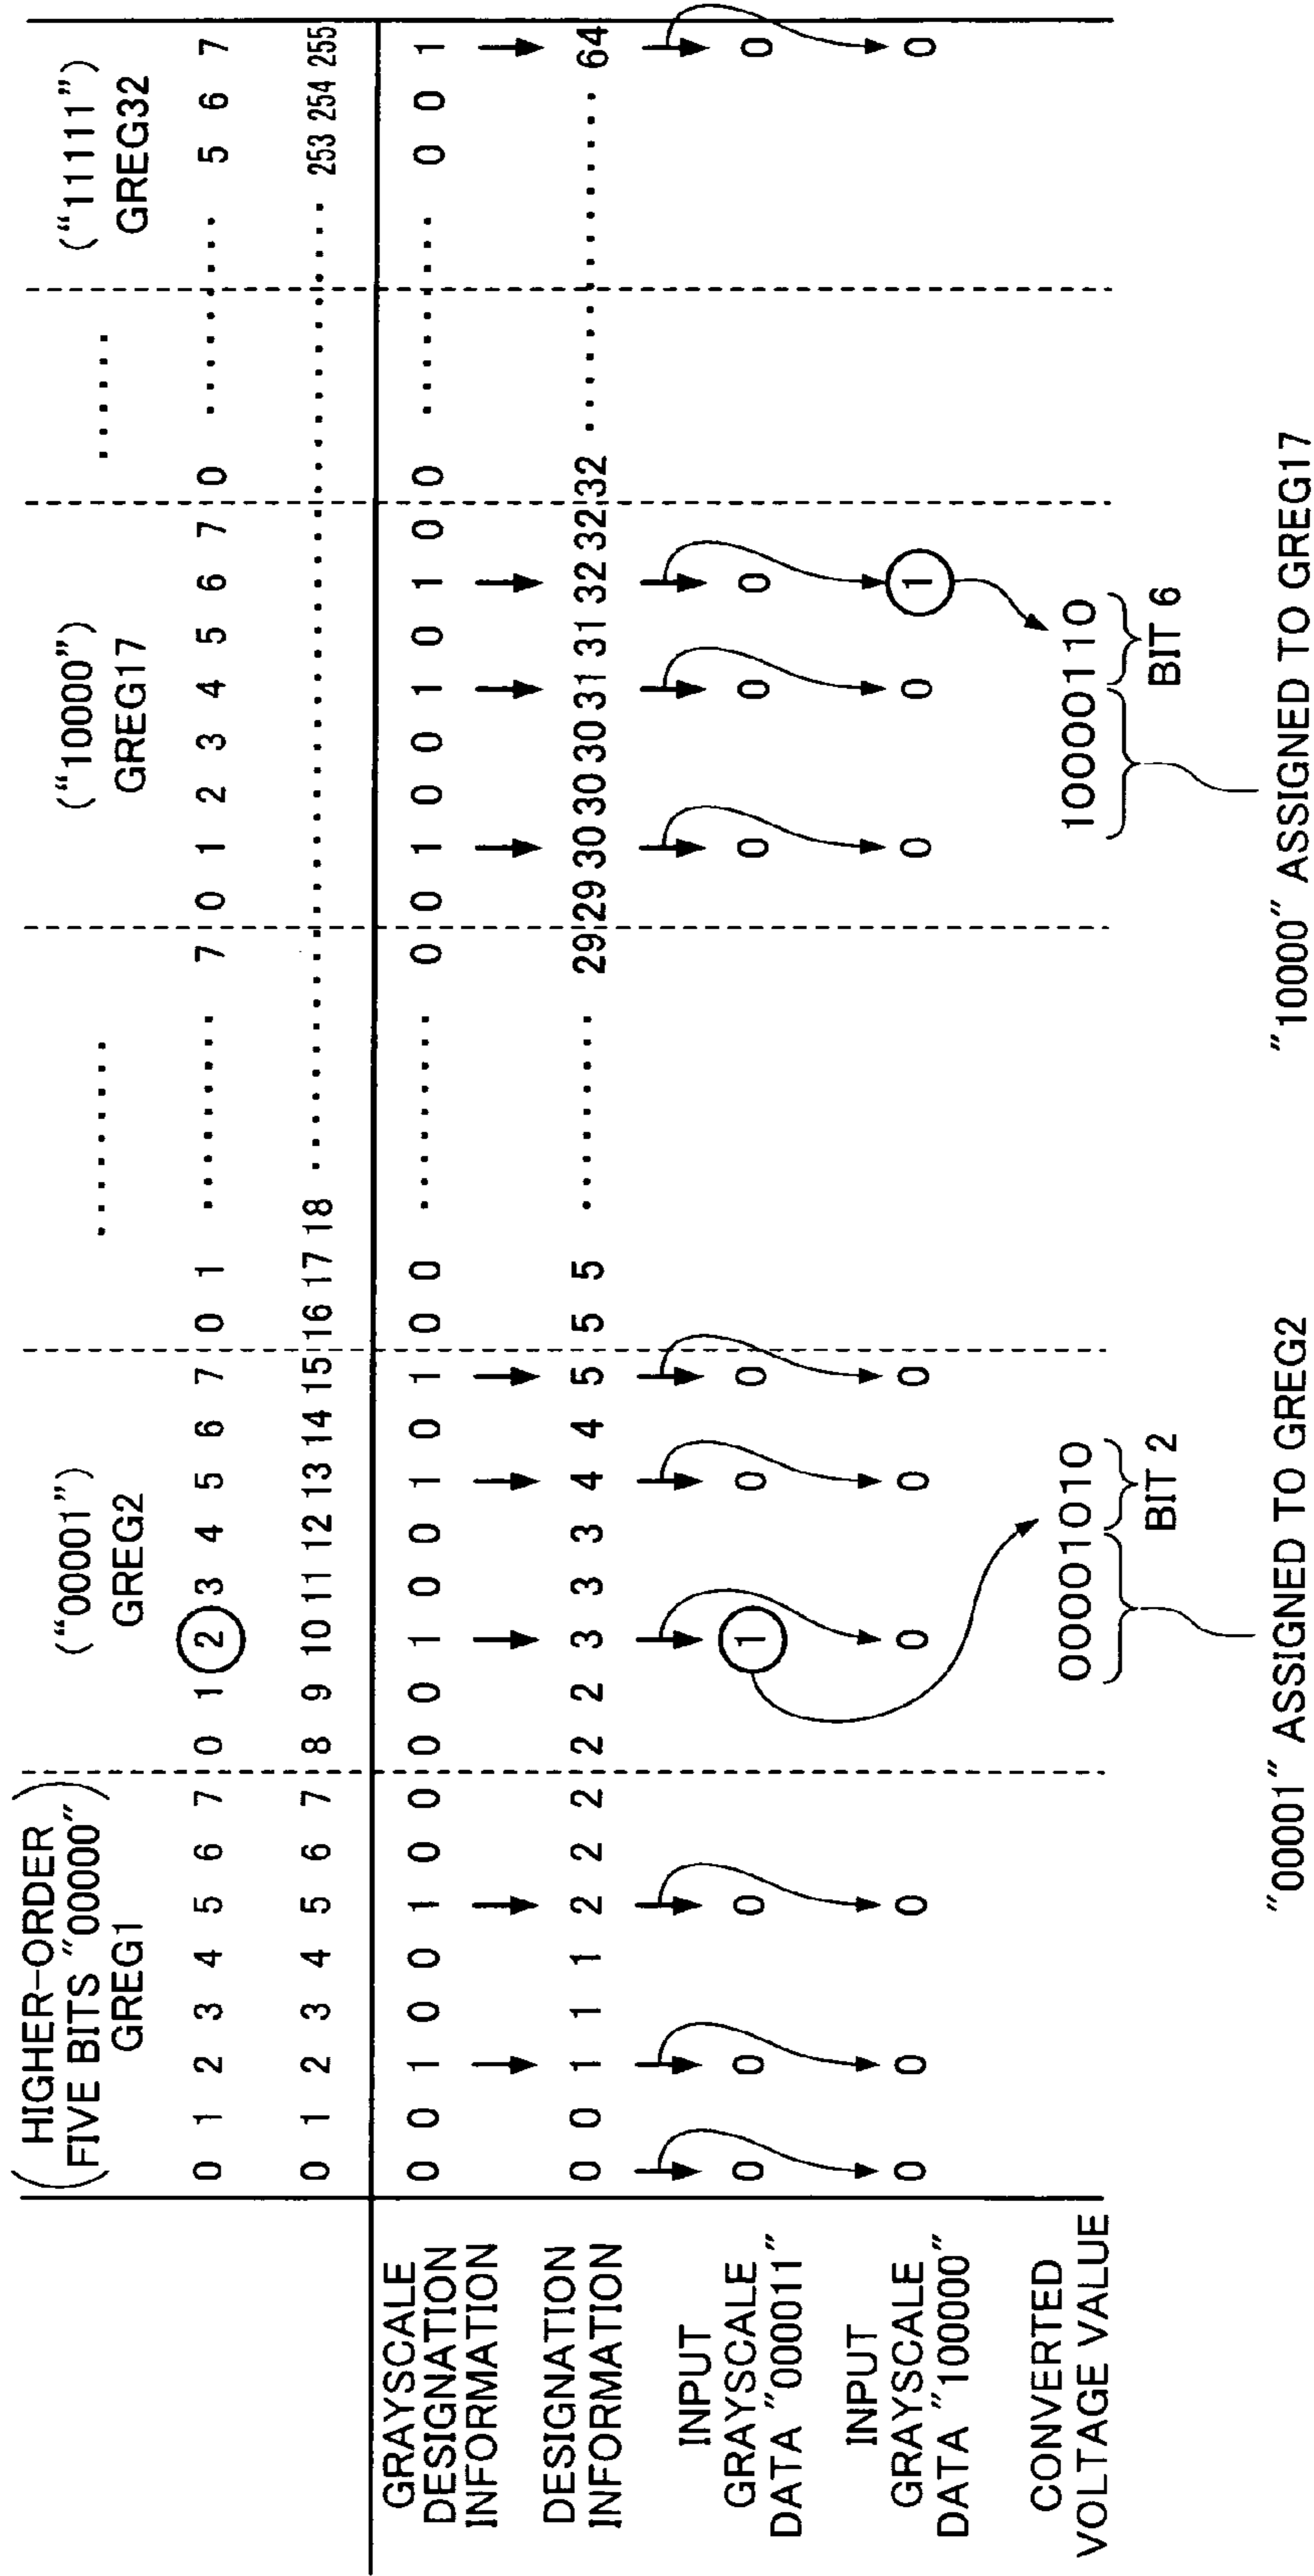 (HIGHER-ORDER FIVE BITS "00000") GREG1
("00001") GREG2
........
("10000") GREG17
......
("11111") GREG32
0 1 2 3 4 5 6 7 0 1 2 3 4 5 6 7 0 1 ......... 7 0 1 2 3 4 5 6 7 0 ......... 5 6 7
0 1 2 3 4 5 6 7 8 9 10 11 12 13 14 15 16 17 18 ........ 253 254 255
GRAYSCALE
DESIGNATION
INFORMATION
0 0 1 0 0 1 0 0 0 0 1 0 0 1 0 1 0 0 ......... 0 0 1 0 0 1 0 1 0 0 ......... 0 0 1
DESIGNATION
INFORMATION
0 0 1 1 1 2 2 2 2 2 3 3 3 4 4 5 5 5 ......... 29 29 30 30 30 31 31 32 32 32 ......... 64
INPUT
GRAYSCALE
DATA "000011"
0 0 0 1 0 0 0 0 0 0
INPUT
GRAYSCALE
DATA "100000"
0 0 0 0 0 0 0 0 1 0
CONVERTED
VOLTAGE VALUE
00001010
BIT 2
10000110
BIT 6
"00001" ASSIGNED TO GREG2
"10000" ASSIGNED TO GREG17